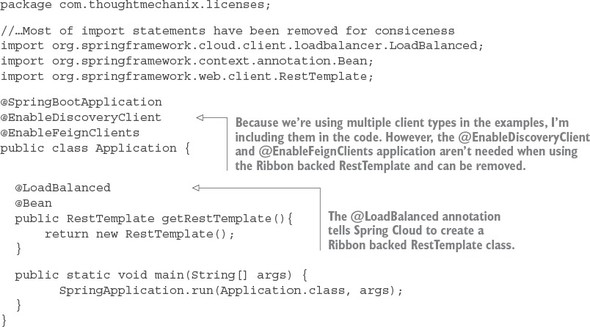 package com.thoughtmechanix.licenses;
//…Most of import statements have been removed for consiceness
import org.springframework.cloud.client.loadbalancer.LoadBalanced;
import org.springframework.context.annotation.Bean;
import org.springframework.web.client.RestTemplate;
@SpringBootApplication
@EnableDiscoveryClient
@EnableFeignClients
public class Application {
Because we’re using multiple client types in the examples, I’m
including them in the code. However, the @EnableDiscoveryClient
and @EnableFeignClients application aren’t needed when using
the Ribbon backed RestTemplate and can be removed.
@LoadBalanced
@Bean
public RestTemplate getRestTemplate(){
return new RestTemplate();
}
The @LoadBalanced annotation
tells Spring Cloud to create a
Ribbon backed RestTemplate class.
public static void main(String[] args) {
SpringApplication.run(Application.class, args);
}
}